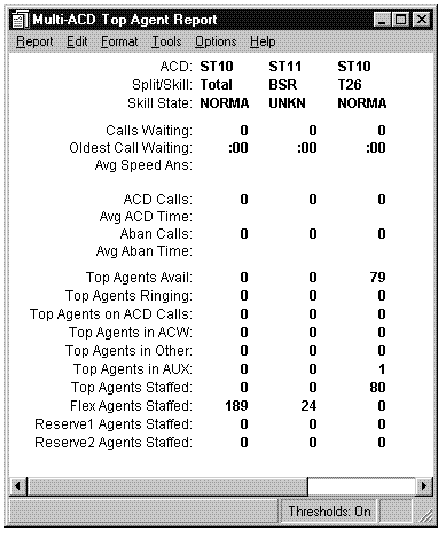 Multi-ACD Top Agent Report
Report Edit Format Tools Options Help
ACD: ST10 ST11 ST10
Split/Skill: Total BSR T26
Skill State: NORMA UNKN NORMA
Calls Waiting: 0 0 0
Oldest Call Waiting: :00 :00 :00
Avg Speed Ans:
ACD Calls: 0 0 0
Avg ACD Time:
Aban Calls: 0 0 0
Avg Aban Time:
Top Agents Avail: 0 0 79
Top Agents Ringing: 0 0 0
Top Agents on ACD Calls: 0 0 0
Top Agents in ACW: 0 0 0
Top Agents in Other: 0 0 0
Top Agents in AUX: 0 0 1
Top Agents Staffed: 0 0 80
Flex Agents Staffed: 189 24 0
Reserve1 Agents Staffed: 0 0 0
Reserve2 Agents Staffed: 0 0 0
Thresholds: On